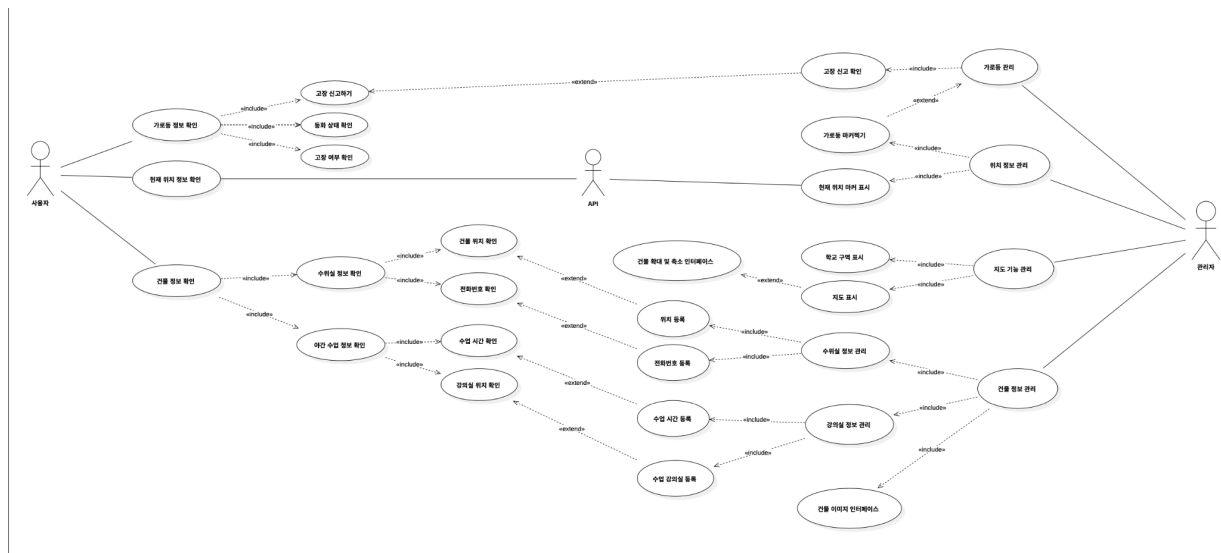 가로등 관리
고장 신고 확인
«include»
고장 신고하기
«extend»
«include»
«extend»
가로등 정보 확인
«include»
점화 상태 확인
가로등 마커찍기
«include»
고장 여부 확인
«include»
위치 정보 관리
현재 위치 정보 확인
«include»
현재 위치 마커 표시
사용자
API
건물 위치 확인
«include»
학교 구역 표시
«include»
건물 확대 및 축소 인터페이스
지도 기능 관리
관리자
건물 정보 확인
«include»
수위실 정보 확인
«include»
전화번호 확인
«extend»
«extend»
지도 표시
«include»
«include»
위치 등록
«extend»
«include»
야간 수업 정보 확인
«include»
수업 시간 확인
전화번호 등록
«include»
수위실 정보 관리
«include»
«include»
강의실 위치 확인
«extend»
건물 정보 관리
«include»
수업 시간 등록
«include»
강의실 정보 관리
«extend»
«include»
«include»
수업 강의실 등록
건물 이미지 인터페이스